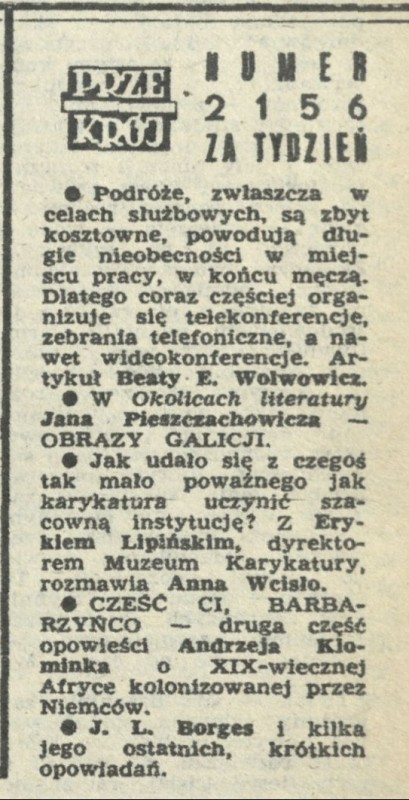 PRZE
KRÓJ
NUMER
2156
ZA TYDZIEŃ
● Podróże, zwłaszcza w
celach służbowych, są zbyt
kosztowne, powodują dłu-
gie nieobecności w miej-
scu pracy, w końcu męczą.
Dlatego coraz częściej orga-
nizuje się telekonferencje,
zebrania telefoniczne, a na-
wet wideokonferencje. Ar-
tykuł Beaty E. Wolwowicz.
● W Okolicach literatury
Jana Pieszczachowicza —
OBRAZY GALICJI.
● Jak udało się z czegoś
tak mało poważnego jak
karykatura uczynić sza-
cowną instytucję? Z Ery-
kiem Lipińskim, dyrekto-
rem Muzeum Karykatury,
rozmawia Anna Wcisło.
● CZEŚĆ CI, BARBA-
RZYŃCO — druga część
opowieści Andrzeja Klo-
minka o XIX-wiecznej
Afryce kolonizowanej przez
Niemców.
● J. L. Borges i kilka
jego ostatnich, krótkich
opowiadań.